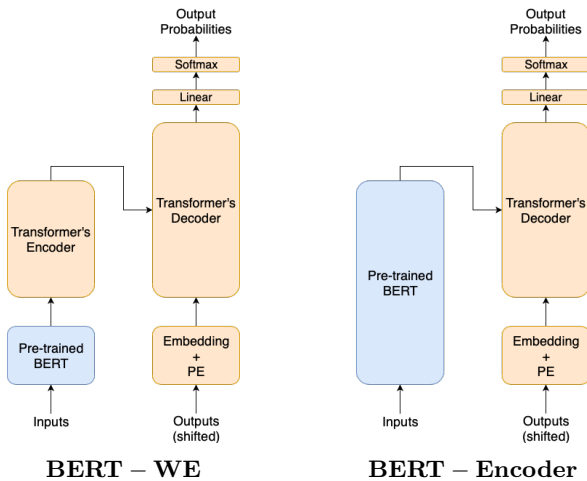 Output
Probabilities
Softmax
Linear
Transformer's
Decoder
Transformer's
Encoder
Pre-trained
BERT
Embedding
+
PE
Inputs
Outputs
(shifted)
BERT – WE
Output
Probabilities
Softmax
Linear
Transformer's
Decoder
Pre-trained
BERT
Embedding
+
PE
Inputs
Outputs
(shifted)
BERT – Encoder